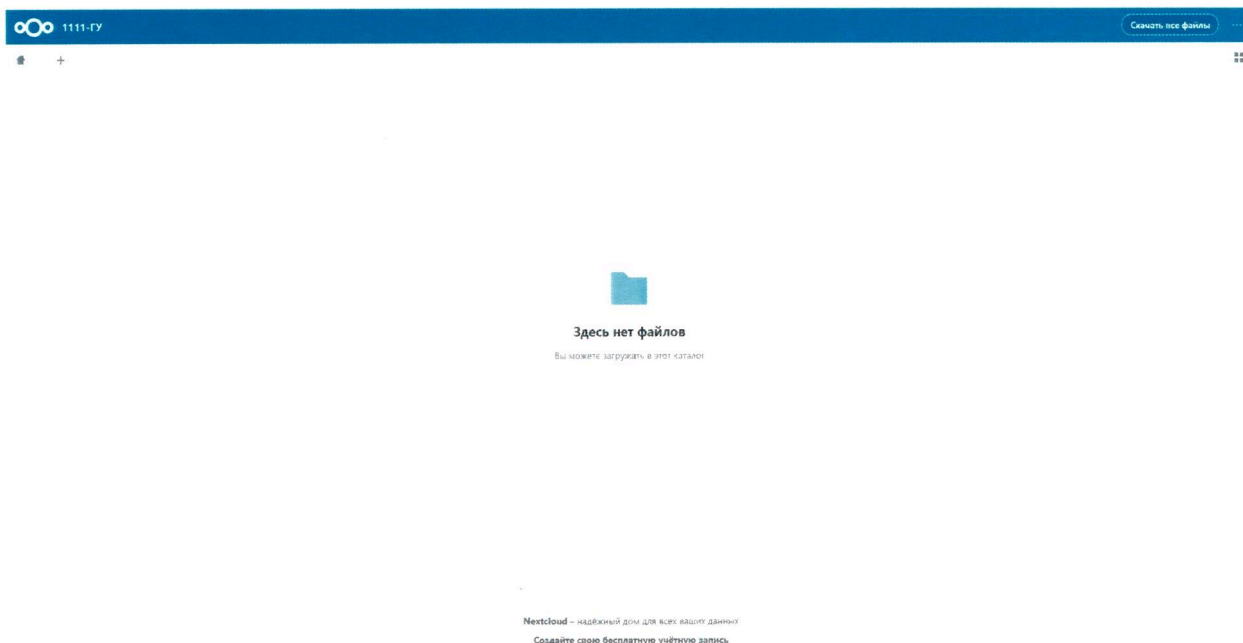 1111-ГУ
Скачать все файлы
Здесь нет файлов
Вы можете загружать в этот каталог
Nextcloud – надёжный дом для всех ваших данных
Создайте свою бесплатную учётную запись